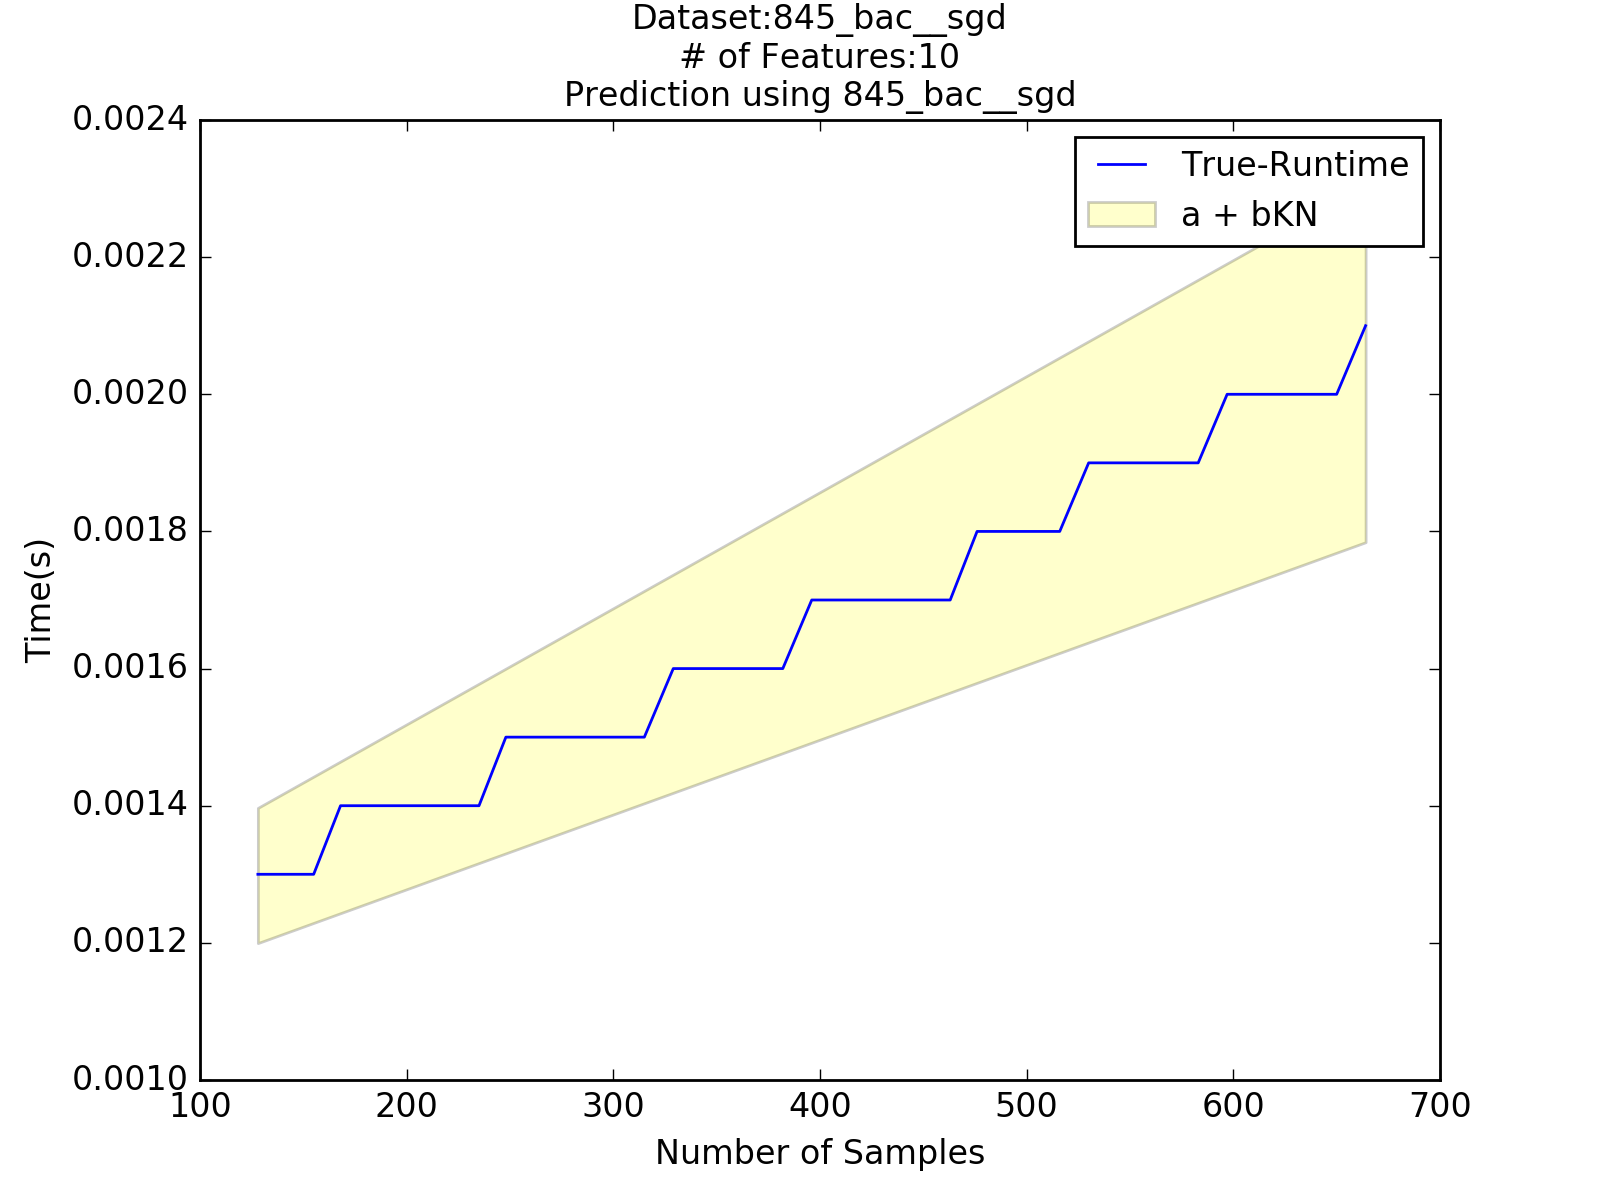 Dataset:845_bac__sgd
# of Features:10
Prediction using 845_bac__sgd
0.0024
0.0022
0.0020
0.0018
0.0016
0.0014
0.0012
0.0010
Time(s)
True-Runtime
a + bKN
100 200 300 400 500 600 700
Number of Samples